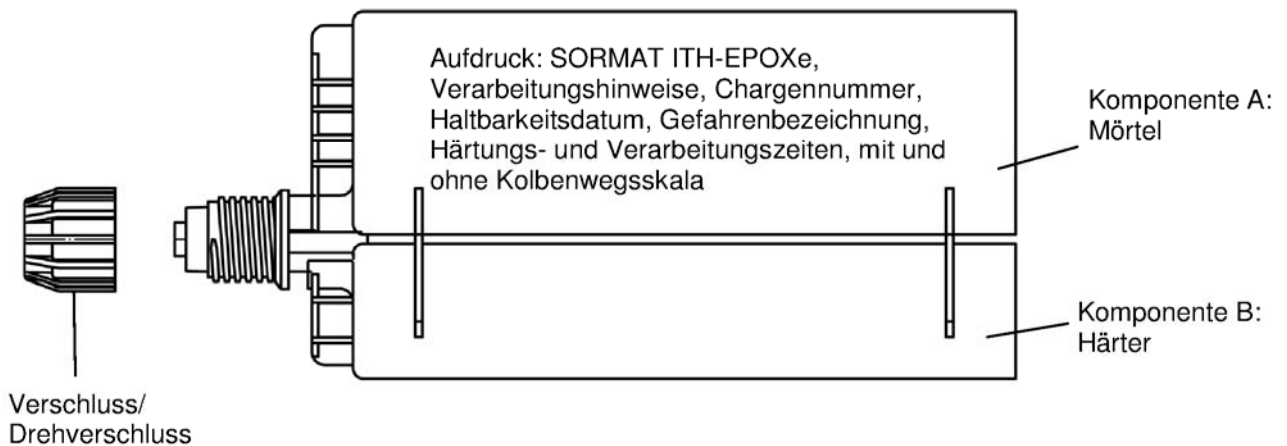 Aufdruck: SORMAT ITH-EPOXe,
Verarbeitungshinweise, Chargennummer,
Haltbarkeitsdatum, Gefahrenbezeichnung,
Härtungs- und Verarbeitungszeiten, mit und
ohne Kolbenwegsskala
Komponente A:
Mörtel
Komponente B:
Härter
Verschluss/
Drehverschluss